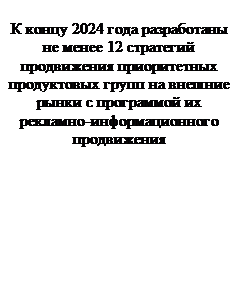 К концу 2024 года разработаны
не менее 12 стратегий
продвижения приоритетных
продуктовых групп на внешние
рынки с программой их
рекламно-информационного
продвижения